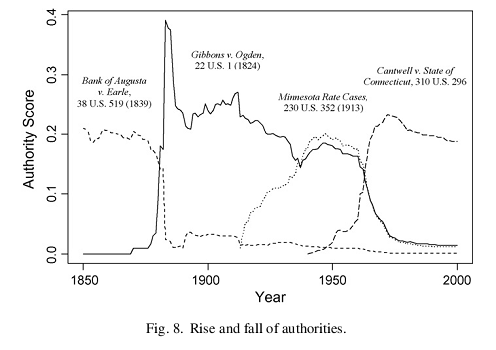 0.4
0.3
0.2
0.1
0.0
Authority Score
Gibbons v. Ogden,
22 U.S. 1 (1824)
Bank of Augusta
v. Earle,
38 U.S. 519 (1839)
Cantwell v. State of
Connecticut, 310 US. 296
Minnesota Rate Cases,
230 U.S. 352 (1913)
1850 1900 1950 2000
Year
Fig. 8. Rise and fall of authorities.